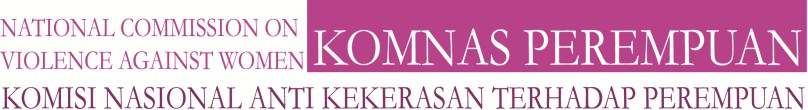 NATIONAL COMMISSION ON
VIOLENCE AGAINST WOMEN
KOMNAS PEREMPUAN
KOMISI NASIONAL ANTI KEKERASAN TERHADAP PEREMPUAN